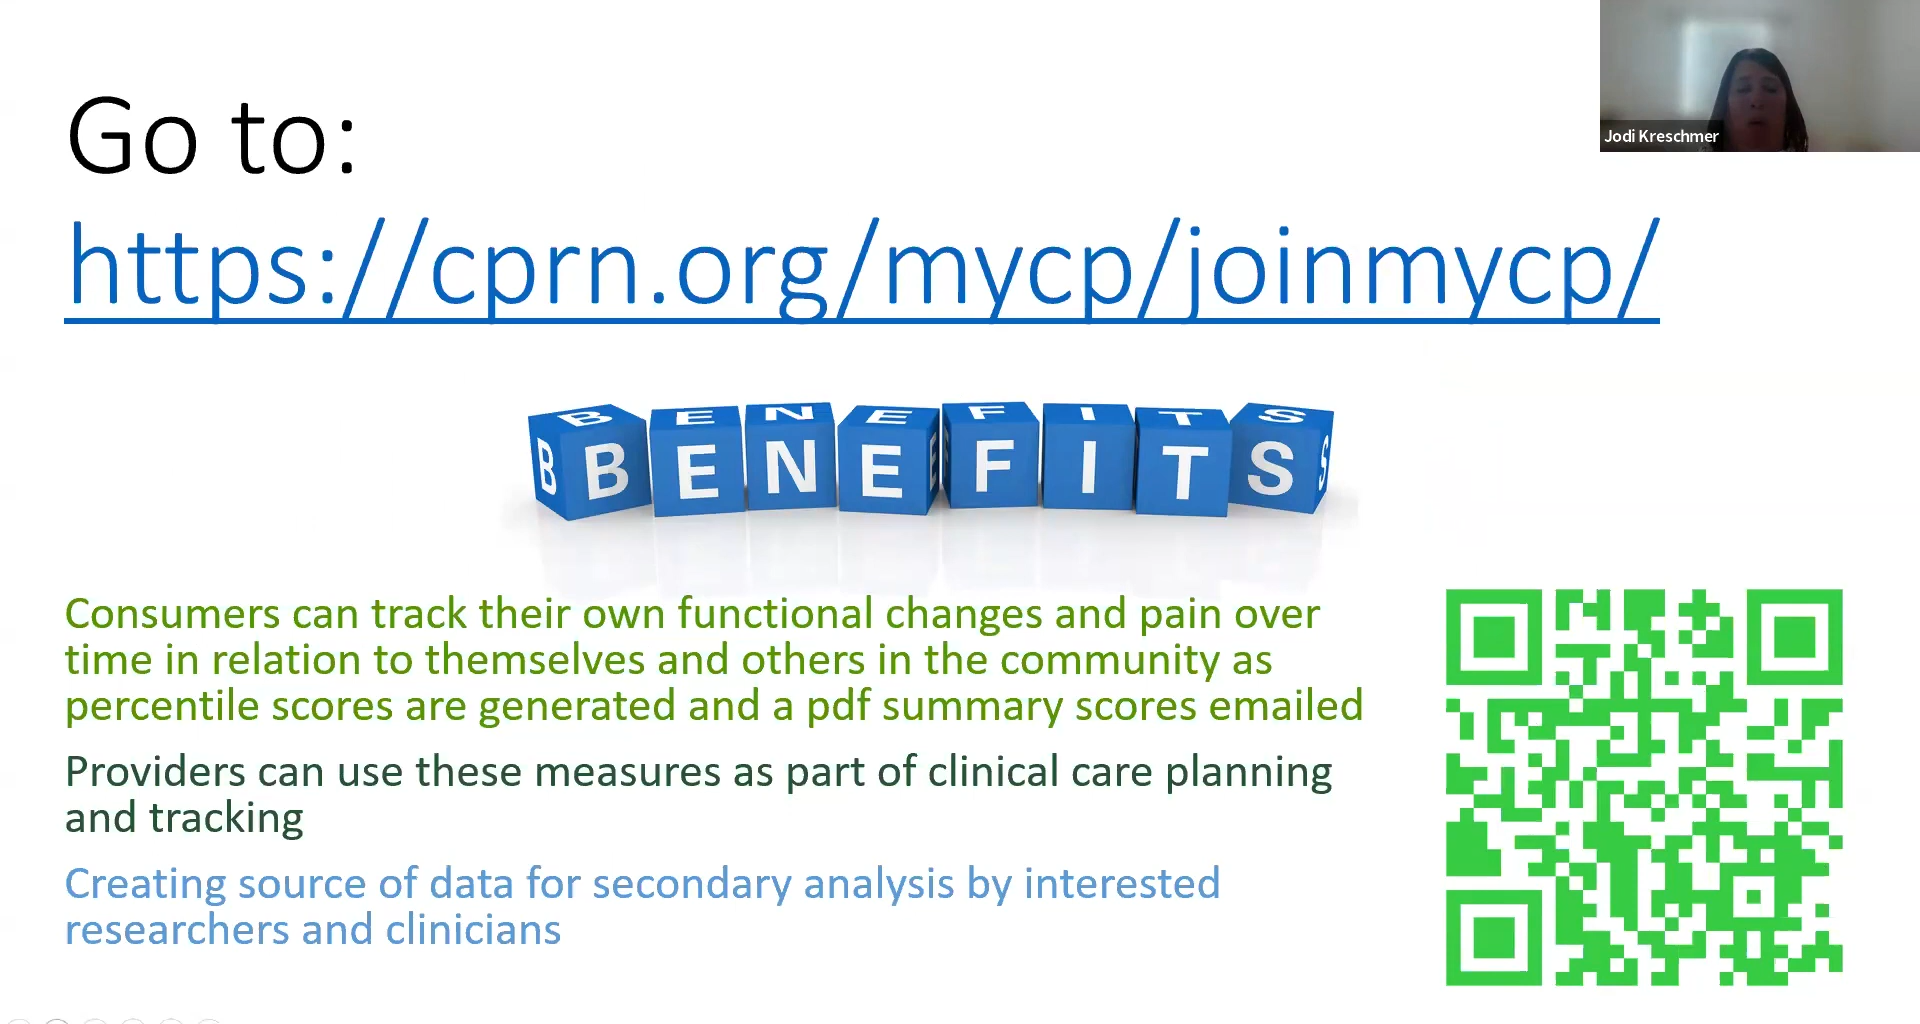 Go to:
https://cprn.org/mycp/joinmycp/
Jodi Kreschmer
BENEFITS
Consumers can track their own functional changes and pain over
time in relation to themselves and others in the community as
percentile scores are generated and a pdf summary scores emailed
Providers can use these measures as part of clinical care planning
and tracking
Creating source of data for secondary analysis by interested
researchers and clinicians